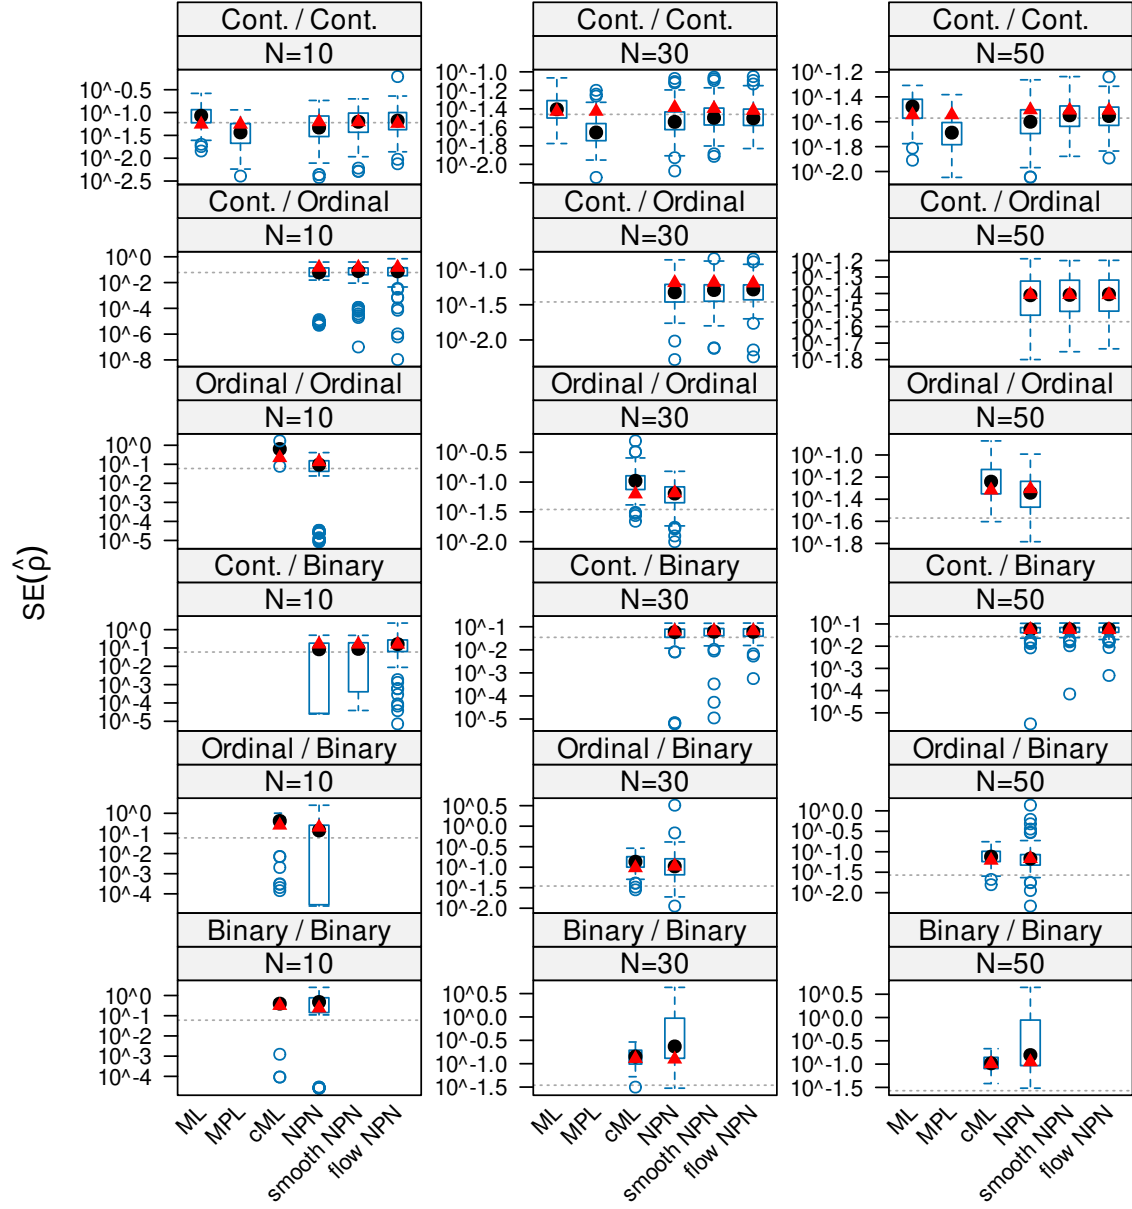 Cont. / Cont.
Cont. / Cont.
Cont. / Cont.
N=10
N=30
N=50
10^-0.5
10^-1.0
10^-1.5
10^-2.0
10^-2.5
10^-1.0
10^-1.2
10^-1.4
10^-1.6
10^-1.8
10^-2.0
10^-1.2
10^-1.4
10^-1.6
10^-1.8
10^-2.0
Cont. / Ordinal
Cont. / Ordinal
Cont. / Ordinal
N=10
N=30
N=50
10^0
10^-2
10^-4
10^-6
10^-8
10^-1.0
10^-1.5
10^-2.0
10^-1.2
10^-1.3
10^-1.4
10^-1.5
10^-1.6
10^-1.7
10^-1.8
Ordinal / Ordinal
Ordinal / Ordinal
Ordinal / Ordinal
N=10
N=30
N=50
10^0
10^-1
10^-2
10^-3
10^-4
10^-5
10^-0.5
10^-1.0
10^-1.5
10^-2.0
10^-1.0
10^-1.2
10^-1.4
10^-1.6
10^-1.8
SE(ρ̂)
Cont. / Binary
Cont. / Binary
Cont. / Binary
N=10
N=30
N=50
10^0
10^-1
10^-2
10^-3
10^-4
10^-5
10^-1
10^-2
10^-3
10^-4
10^-5
10^-1
10^-2
10^-3
10^-4
10^-5
Ordinal / Binary
Ordinal / Binary
Ordinal / Binary
N=10
N=30
N=50
10^0
10^-1
10^-2
10^-3
10^-4
10^0.5
10^0.0
10^-0.5
10^-1.0
10^-1.5
10^-2.0
10^0.0
10^-0.5
10^-1.0
10^-1.5
10^-2.0
Binary / Binary
Binary / Binary
Binary / Binary
N=10
N=30
N=50
10^0
10^-1
10^-2
10^-3
10^-4
10^0.5
10^0.0
10^-0.5
10^-1.0
10^-1.5
10^0.5
10^0.0
10^-0.5
10^-1.0
10^-1.5
ML
MPL
cML
NPN
smooth NPN
flow NPN
ML
MPL
cML
NPN
smooth NPN
flow NPN
ML
MPL
cML
NPN
smooth NPN
flow NPN